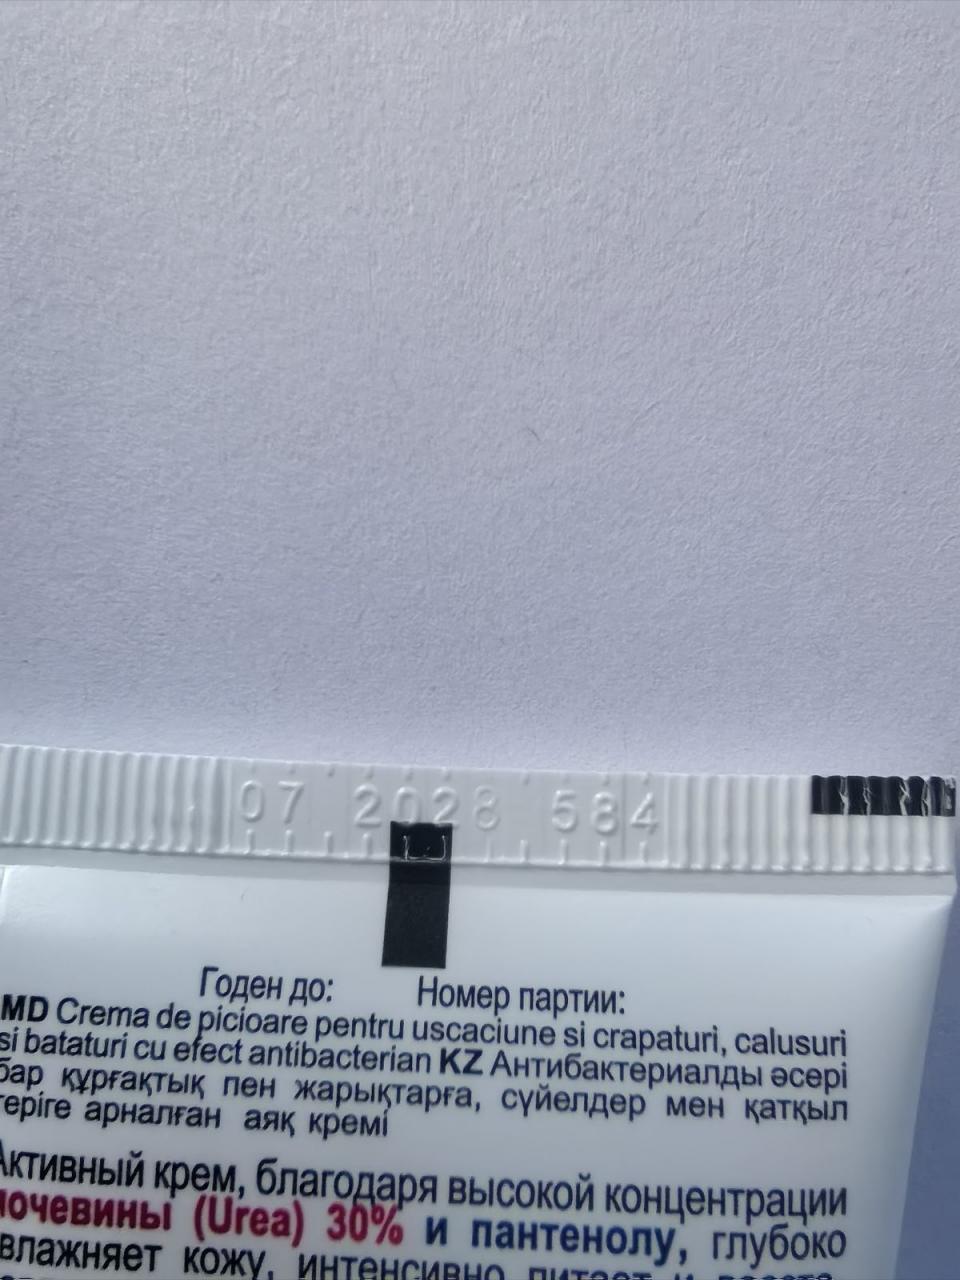 07 2028 584
Годен до: Номер партии:
MD Crema de picioare pentru uscaciune si crapaturi, calusuri
si bataturi cu efect antibacterian KZ Антибактериалды әсері
бар құрғақтық пен жарықтарға, сүйелдер мен қатқыл
теріге арналған аяқ кремі
Активный крем, благодаря высокой концентрации
мочевины (Urea) 30% и пантенолу, глубоко
увлажняет кожу, интенсивно питает и